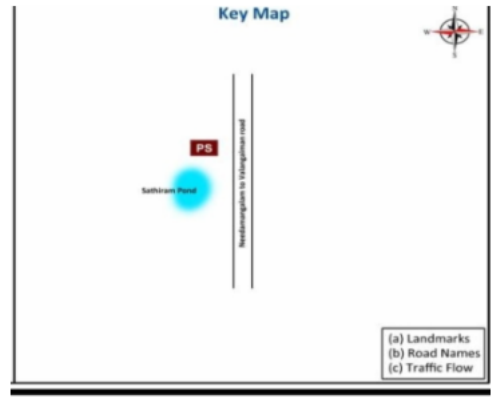 Key Map
N
W
E
S
PS
Sathiram Pond
Needamangalam to Valangaiman road
(a) Landmarks
(b) Road Names
(c) Traffic Flow